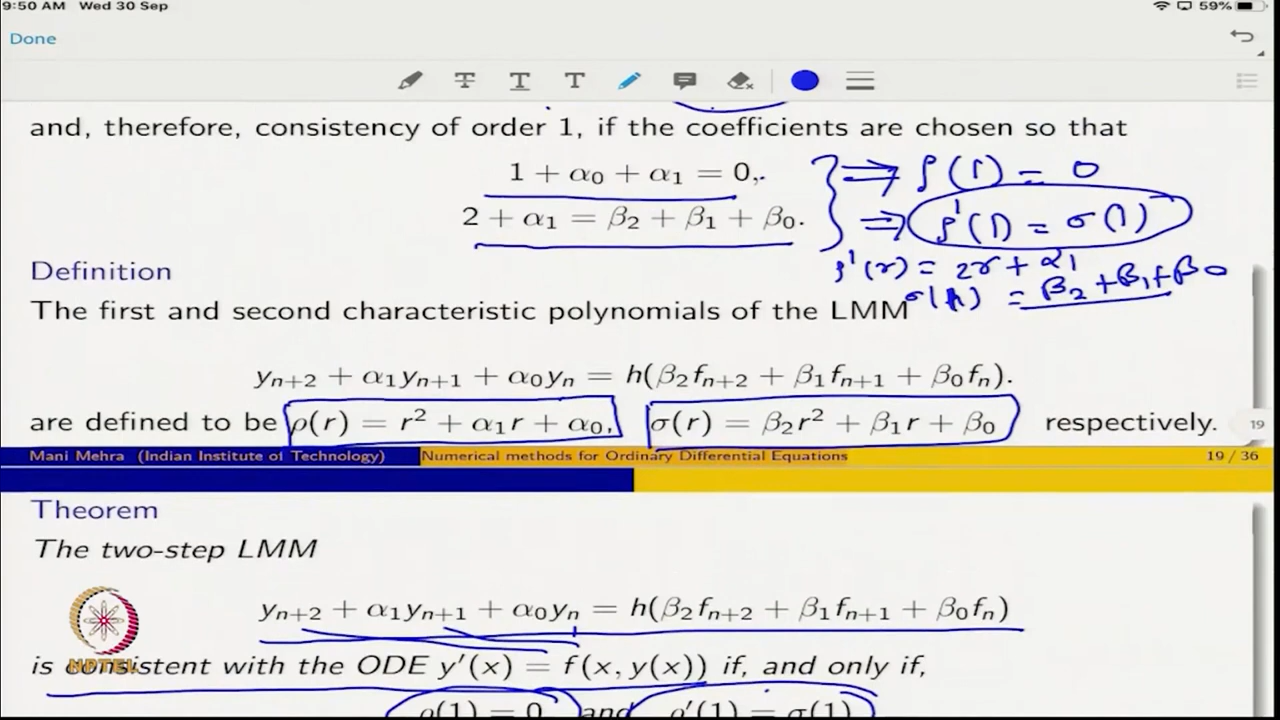 9:50 AM Wed 30 Sep
59%
Done
and, therefore, consistency of order 1, if the coefficients are chosen so that
1 + α₀ + α₁ = 0,
⇒ ρ(1) = 0
2 + α₁ = β₂ + β₁ + β₀.
⇒ ρ'(1) = σ(1)
ρ'(r) = 2r + α₁
Definition
σ(1) = β₂ + β₁ + β₀
The first and second characteristic polynomials of the LMM
yₙ₊₂ + α₁yₙ₊₁ + α₀yₙ = h(β₂fₙ₊₂ + β₁fₙ₊₁ + β₀fₙ).
are defined to be ρ(r) = r² + α₁r + α₀, σ(r) = β₂r² + β₁r + β₀ respectively.
19
Mani Mehra (Indian Institute of Technology) Numerical methods for Ordinary Differential Equations 19 / 36
Theorem
The two-step LMM
yₙ₊₂ + α₁yₙ₊₁ + α₀yₙ = h(β₂fₙ₊₂ + β₁fₙ₊₁ + β₀fₙ)
NPTEL
is consistent with the ODE y'(x) = f(x, y(x)) if, and only if,
ρ(1) = 0 and ρ'(1) = σ(1)